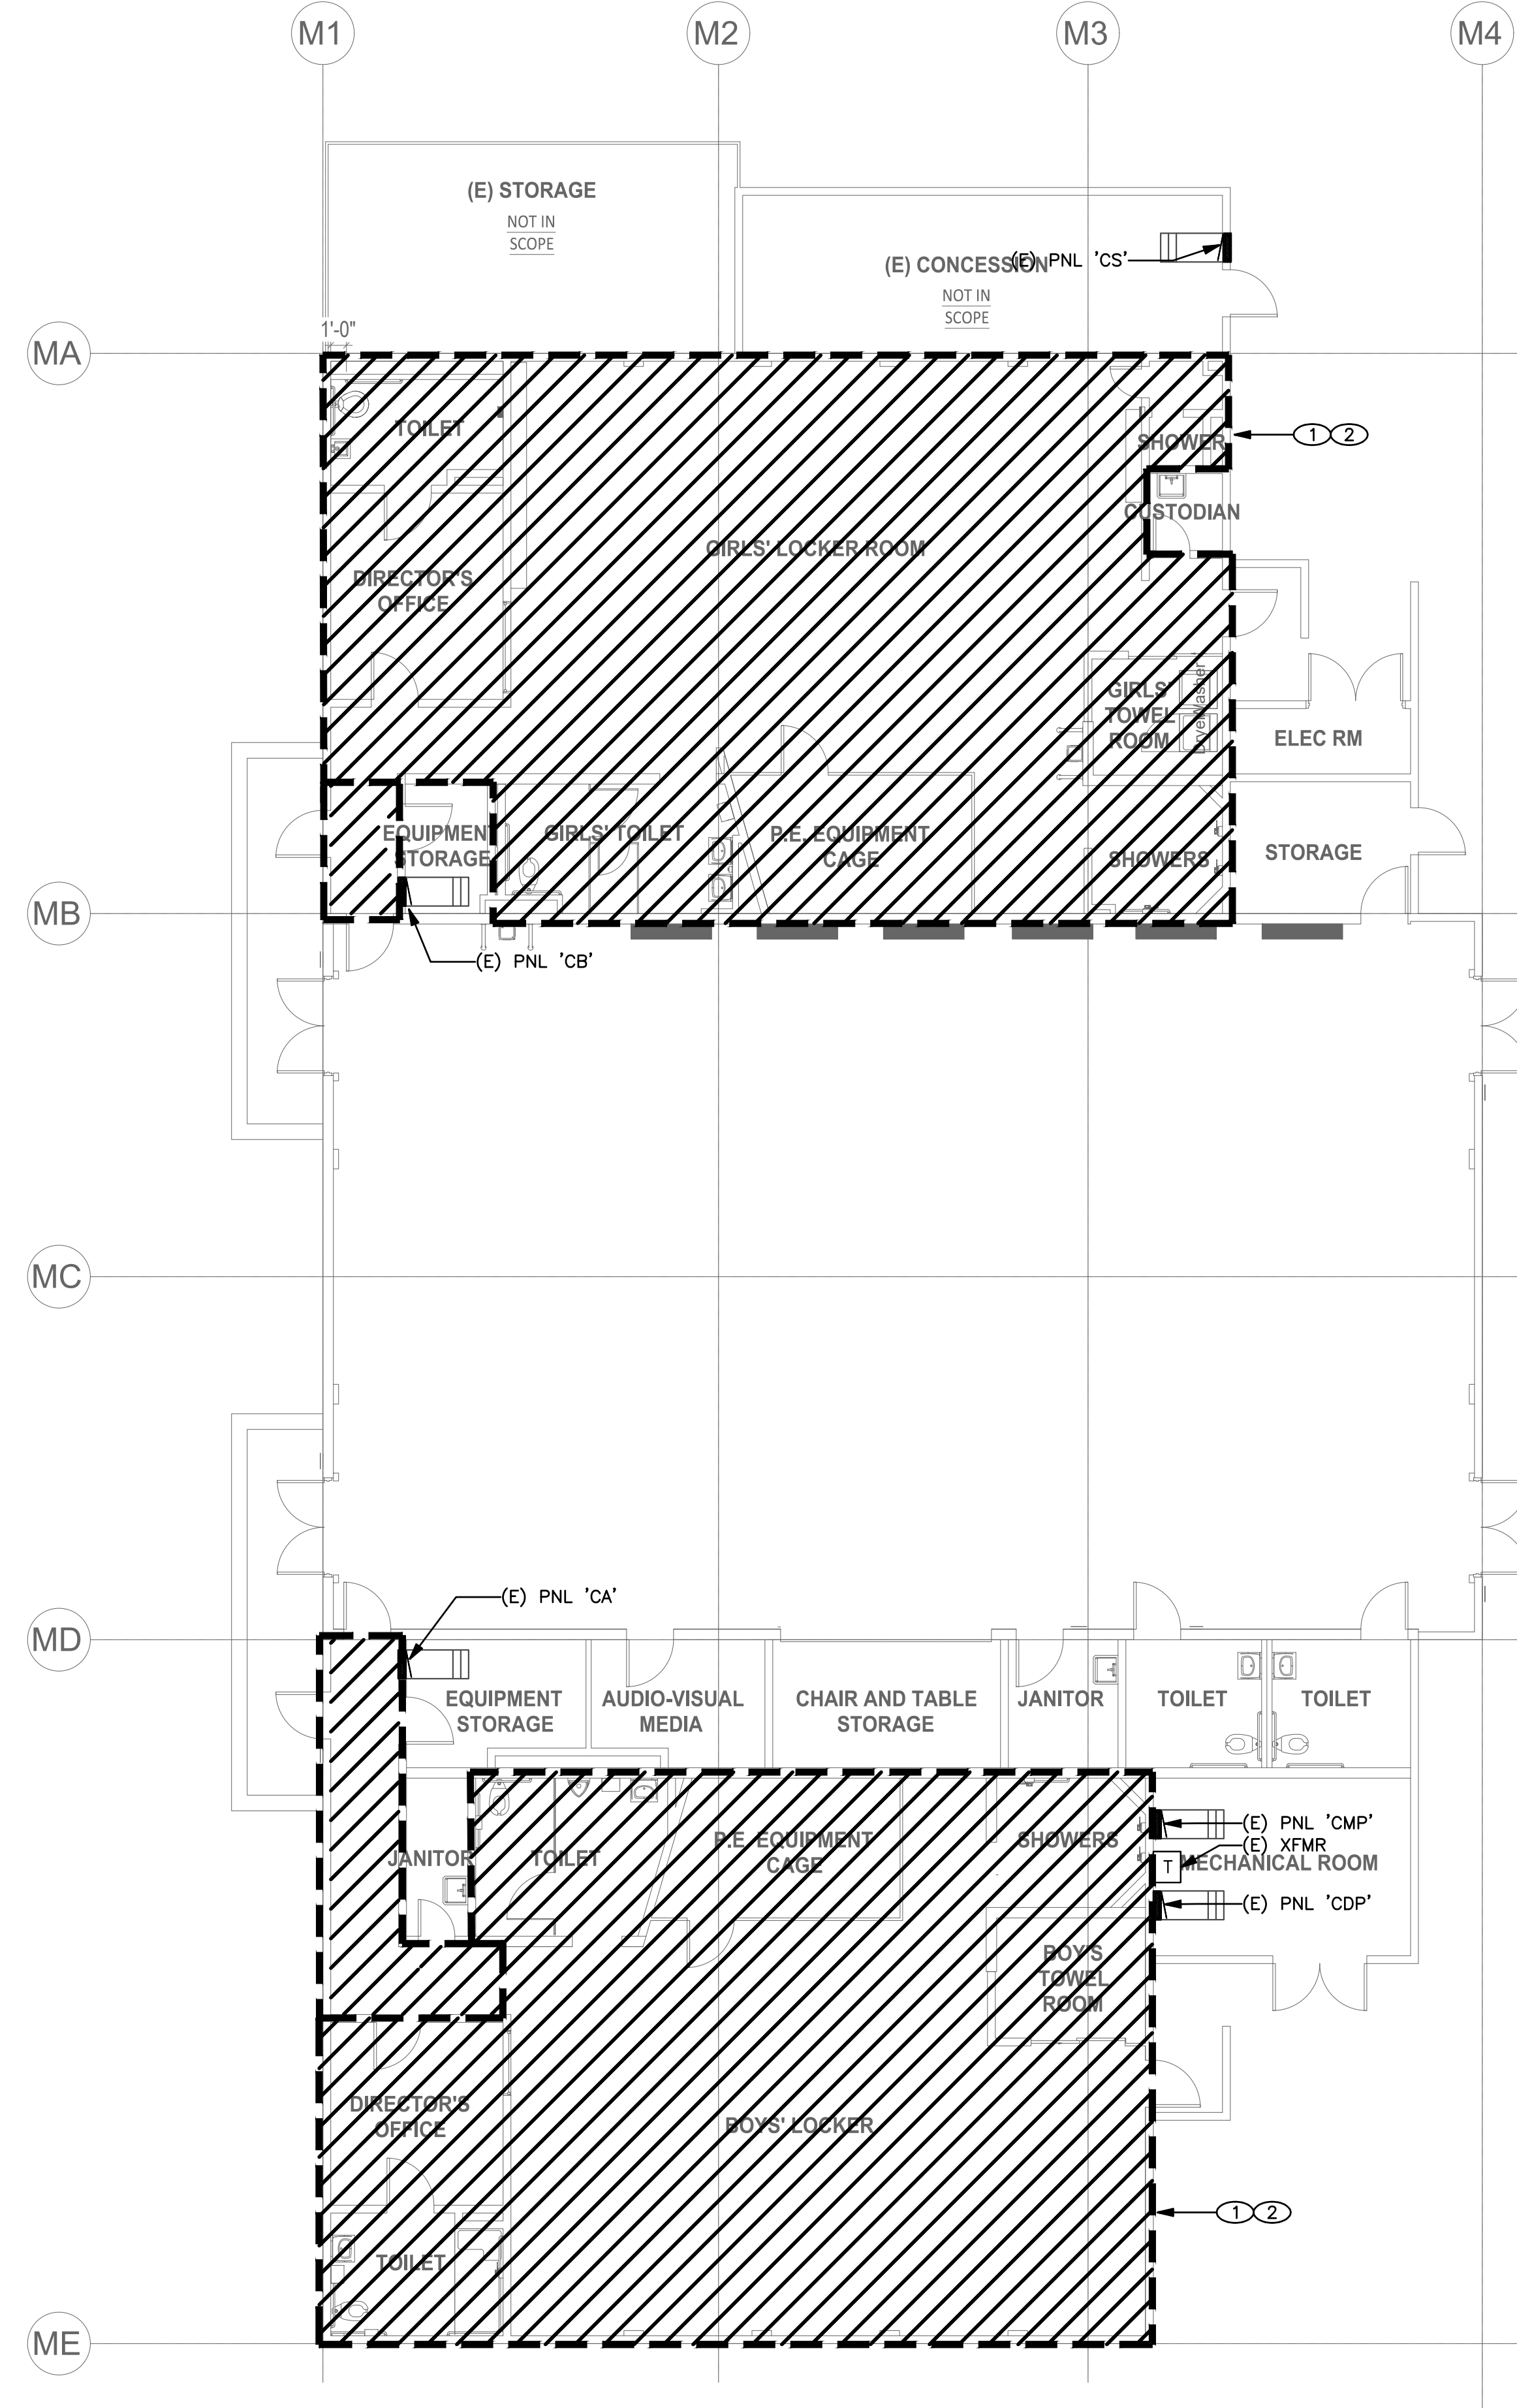 M1
M2
M3
M4
(E) STORAGE
NOT IN
SCOPE
(E) CONCESSION
(E) PNL 'CS'
NOT IN
SCOPE
1'-0"
MA
TOILET
SHOWER
1
2
CUSTODIAN
GIRLS' LOCKER ROOM
DIRECTOR'S
OFFICE
GIRLS'
TOWEL
ROOM
Washer
Dryer
ELEC RM
EQUIPMENT
STORAGE
GIRLS' TOILET
P.E. EQUIPMENT
CAGE
SHOWERS
STORAGE
MB
(E) PNL 'CB'
MC
(E) PNL 'CA'
MD
EQUIPMENT
STORAGE
AUDIO-VISUAL
MEDIA
CHAIR AND TABLE
STORAGE
JANITOR
TOILET
TOILET
JANITOR
TOILET
P.E. EQUIPMENT
CAGE
SHOWERS
(E) PNL 'CMP'
(E) XFMR
T
MECHANICAL ROOM
(E) PNL 'CDP'
BOY'S
TOWEL
ROOM
DIRECTOR'S
OFFICE
BOYS' LOCKER
1
2
TOILET
ME